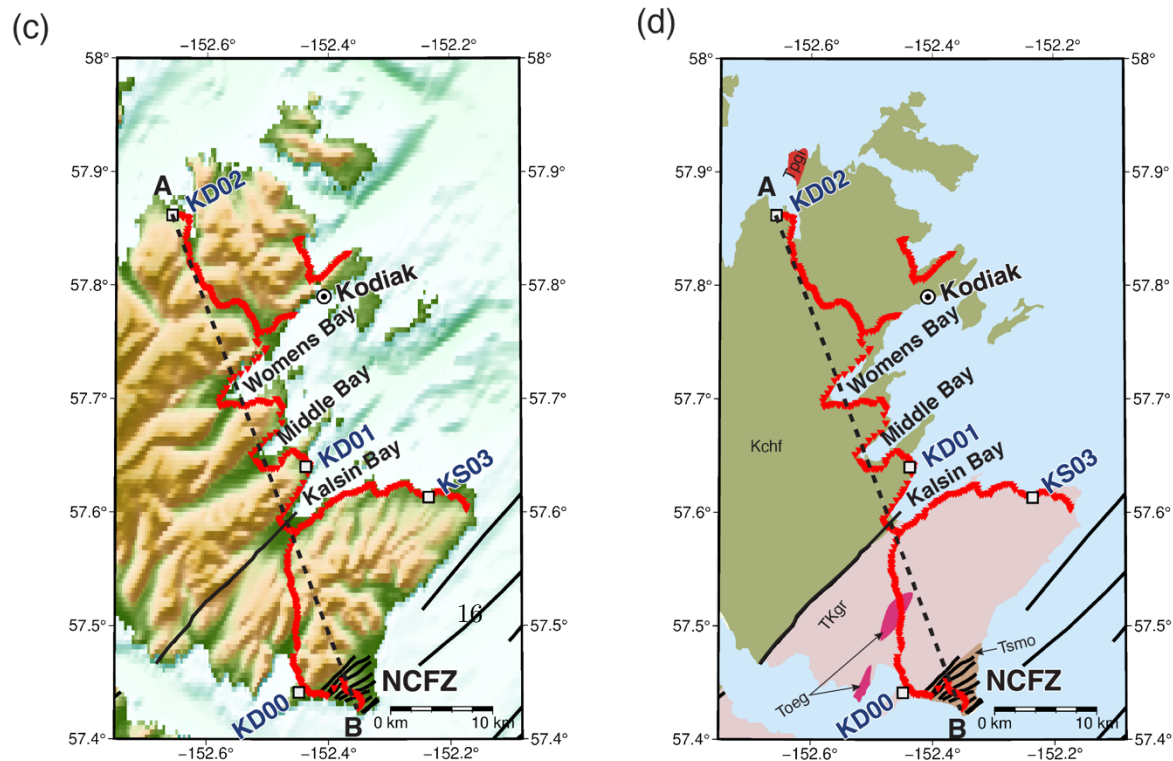 (c)
−152.6° −152.4° −152.2°
58° 58°
57.9° 57.9°
57.8° 57.8°
57.7° 57.7°
57.6° 57.6°
57.5° 57.5°
57.4° 57.4°
A
KD02
Kodiak
Womens Bay
Middle Bay
KD01
Kalsin Bay
KS03
16
NCFZ
KD00
B
0 km 10 km
−152.6° −152.4° −152.2°
(d)
−152.6° −152.4° −152.2°
58° 58°
57.9° 57.9°
57.8° 57.8°
57.7° 57.7°
57.6° 57.6°
57.5° 57.5°
57.4° 57.4°
Tpgi
A
KD02
Kodiak
Womens Bay
Middle Bay
Kchf
KD01
Kalsin Bay
KS03
TKgr
Tsmo
NCFZ
Toeg
KD00
B
0 km 10 km
−152.6° −152.4° −152.2°